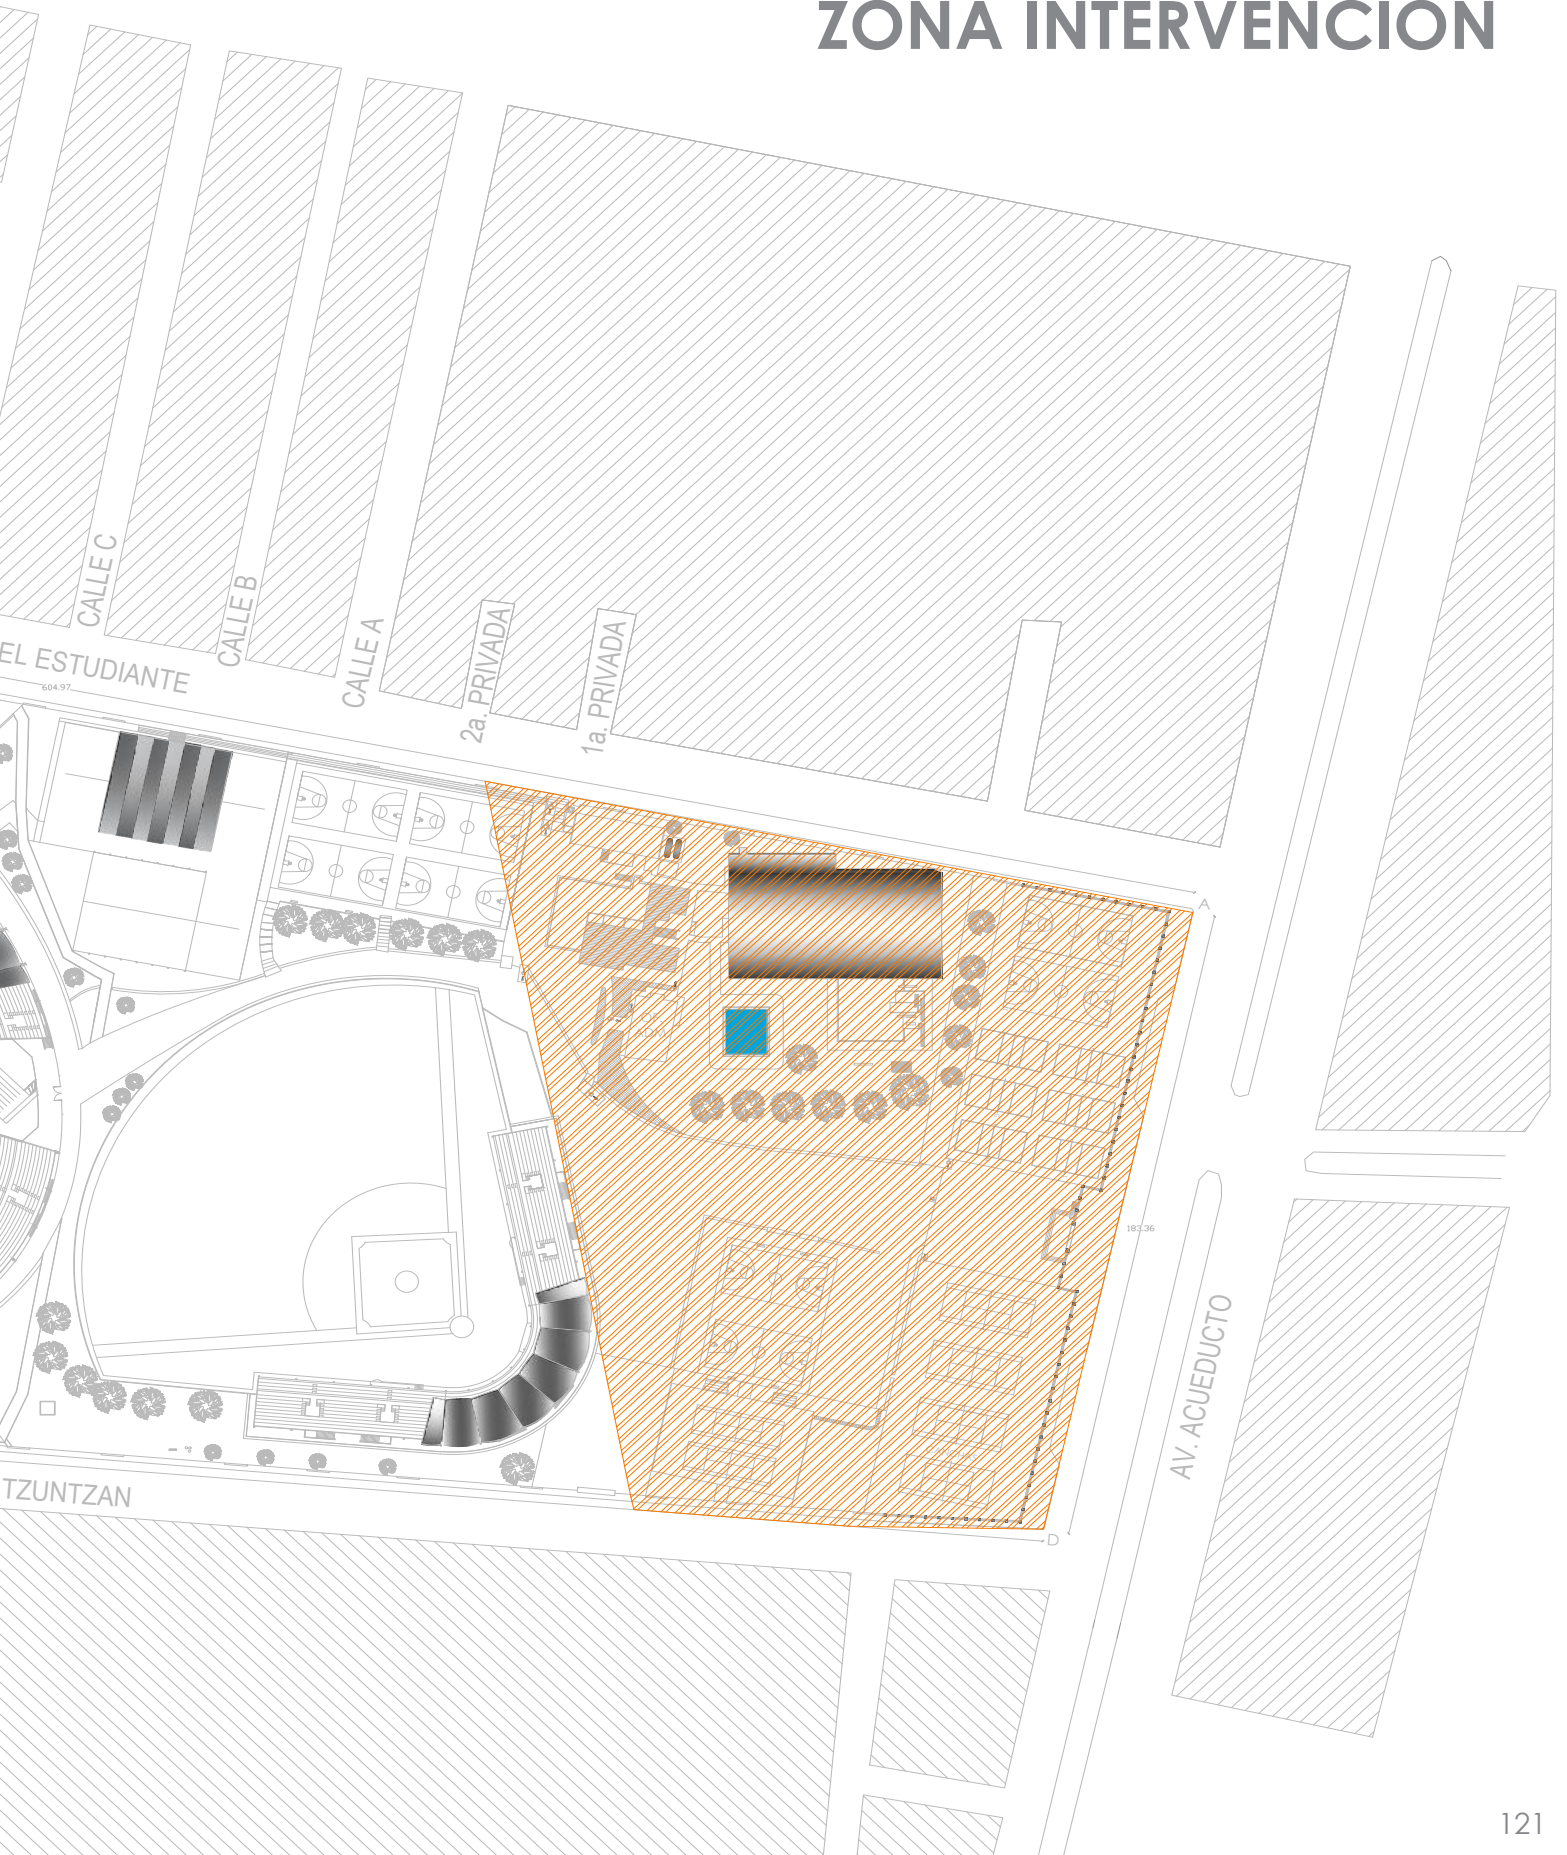 ZONA INTERVENCION
CALLE C
CALLE B
CALLE A
2a. PRIVADA
1a. PRIVADA
EL ESTUDIANTE
604.97
A
ADM
183.36
AV. ACUEDUCTO
TZUNTZAN
D
121